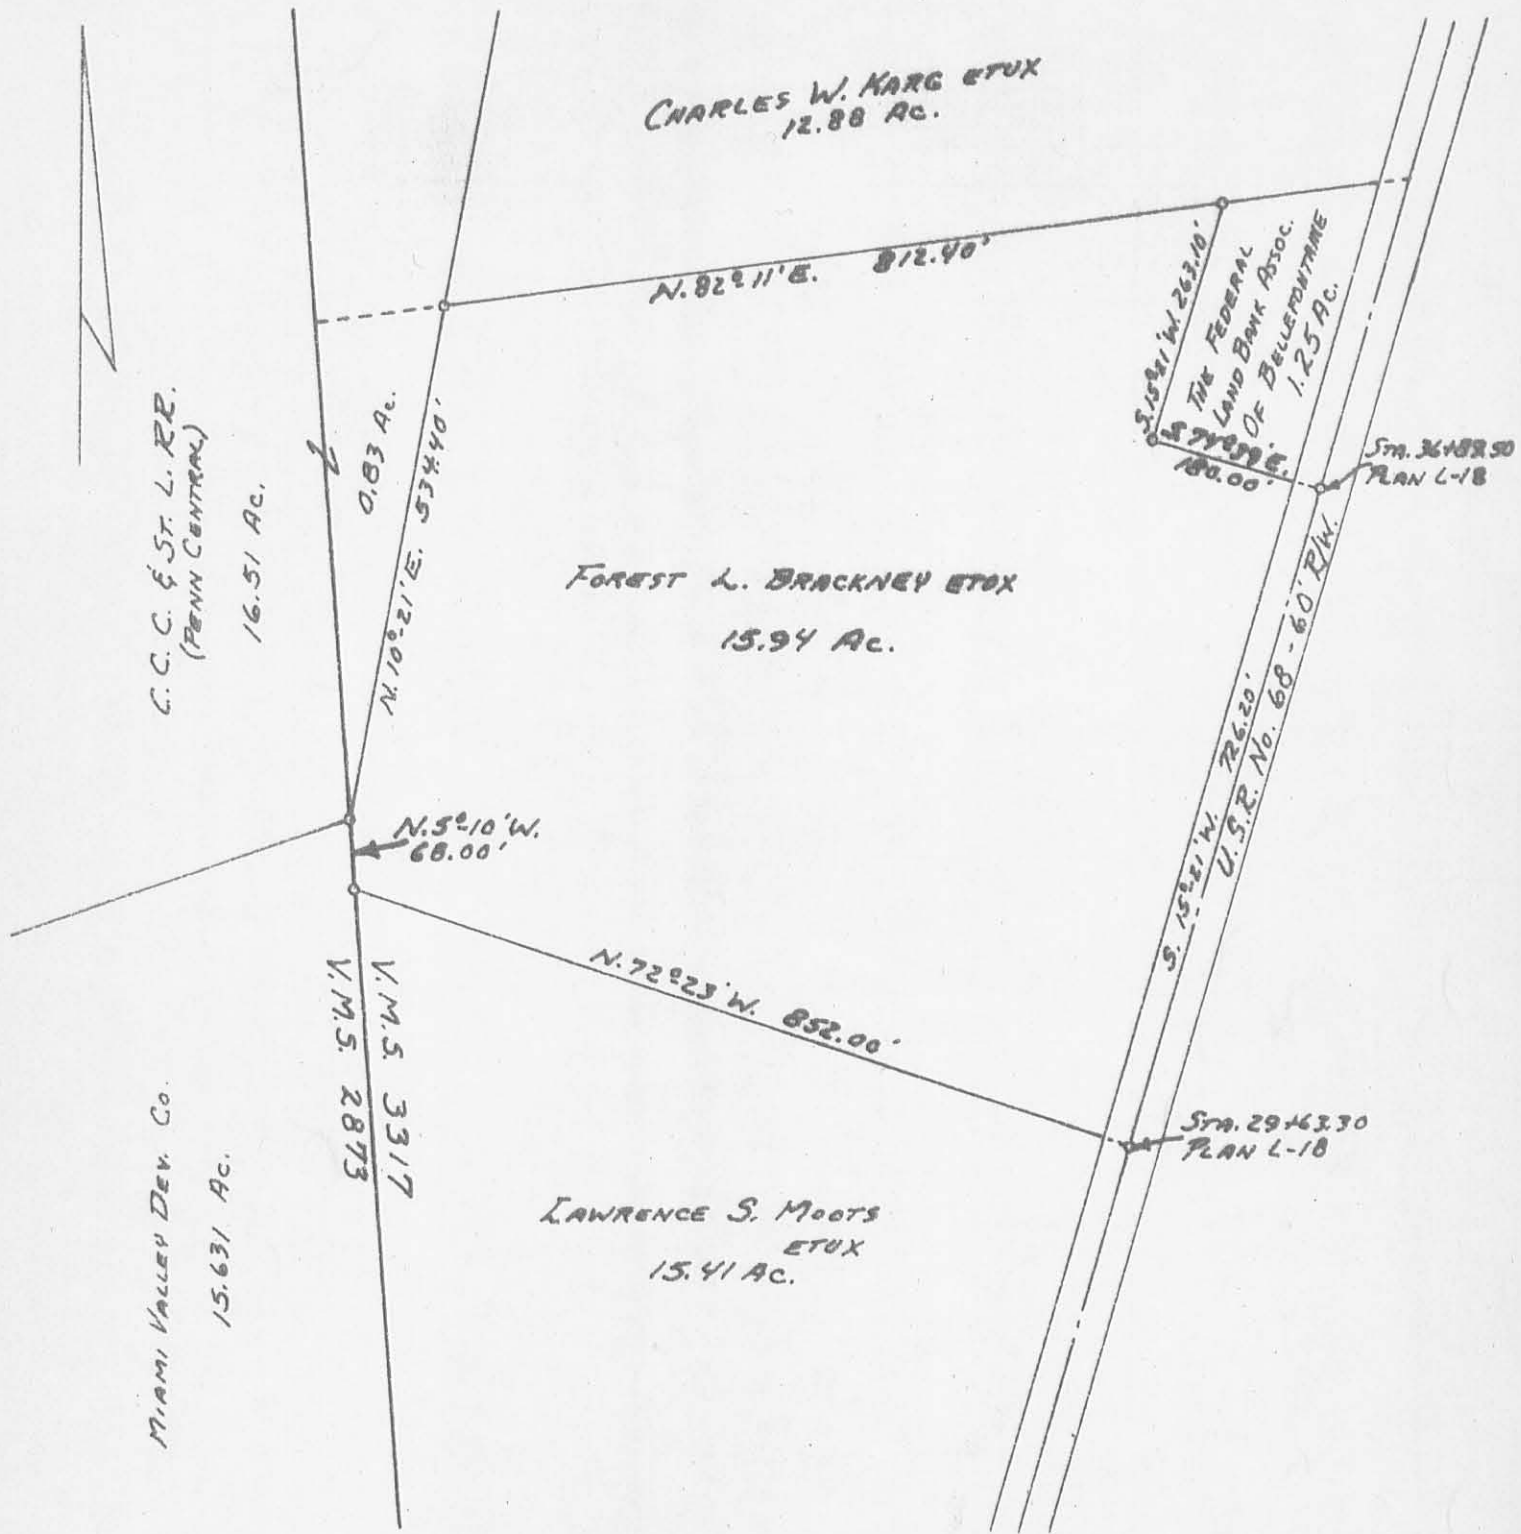 CHARLES W. KARG ETUX
12.88 AC.
N. 82°-11' E. 812.40'
S. 15°-21' W. 263.10'
THE FEDERAL
LAND BANK ASSOC.
OF BELLEFONTAINE
1.25 AC.
S. 74°-39' E.
180.00'
STA. 36+89.50
PLAN L-18
C. C. C. & ST. L. RR.
(PENN CENTRAL)
16.51 AC.
0.83 AC.
N. 10°-21' E. 534.40'
FOREST L. BRACKNEY ETUX
15.94 AC.
S. 15°-21' W. 726.20'
U.S.R. No. 68 - 60' R/W.
N. 5°-10' W.
68.00'
N. 72°-23' W. 852.00'
V.M.S. 3317
V.M.S. 2873
STA. 29+63.30
PLAN L-18
LAWRENCE S. MOOTS
ETUX
15.41 AC.
MIAMI VALLEY DEV. Co.
15.631 AC.